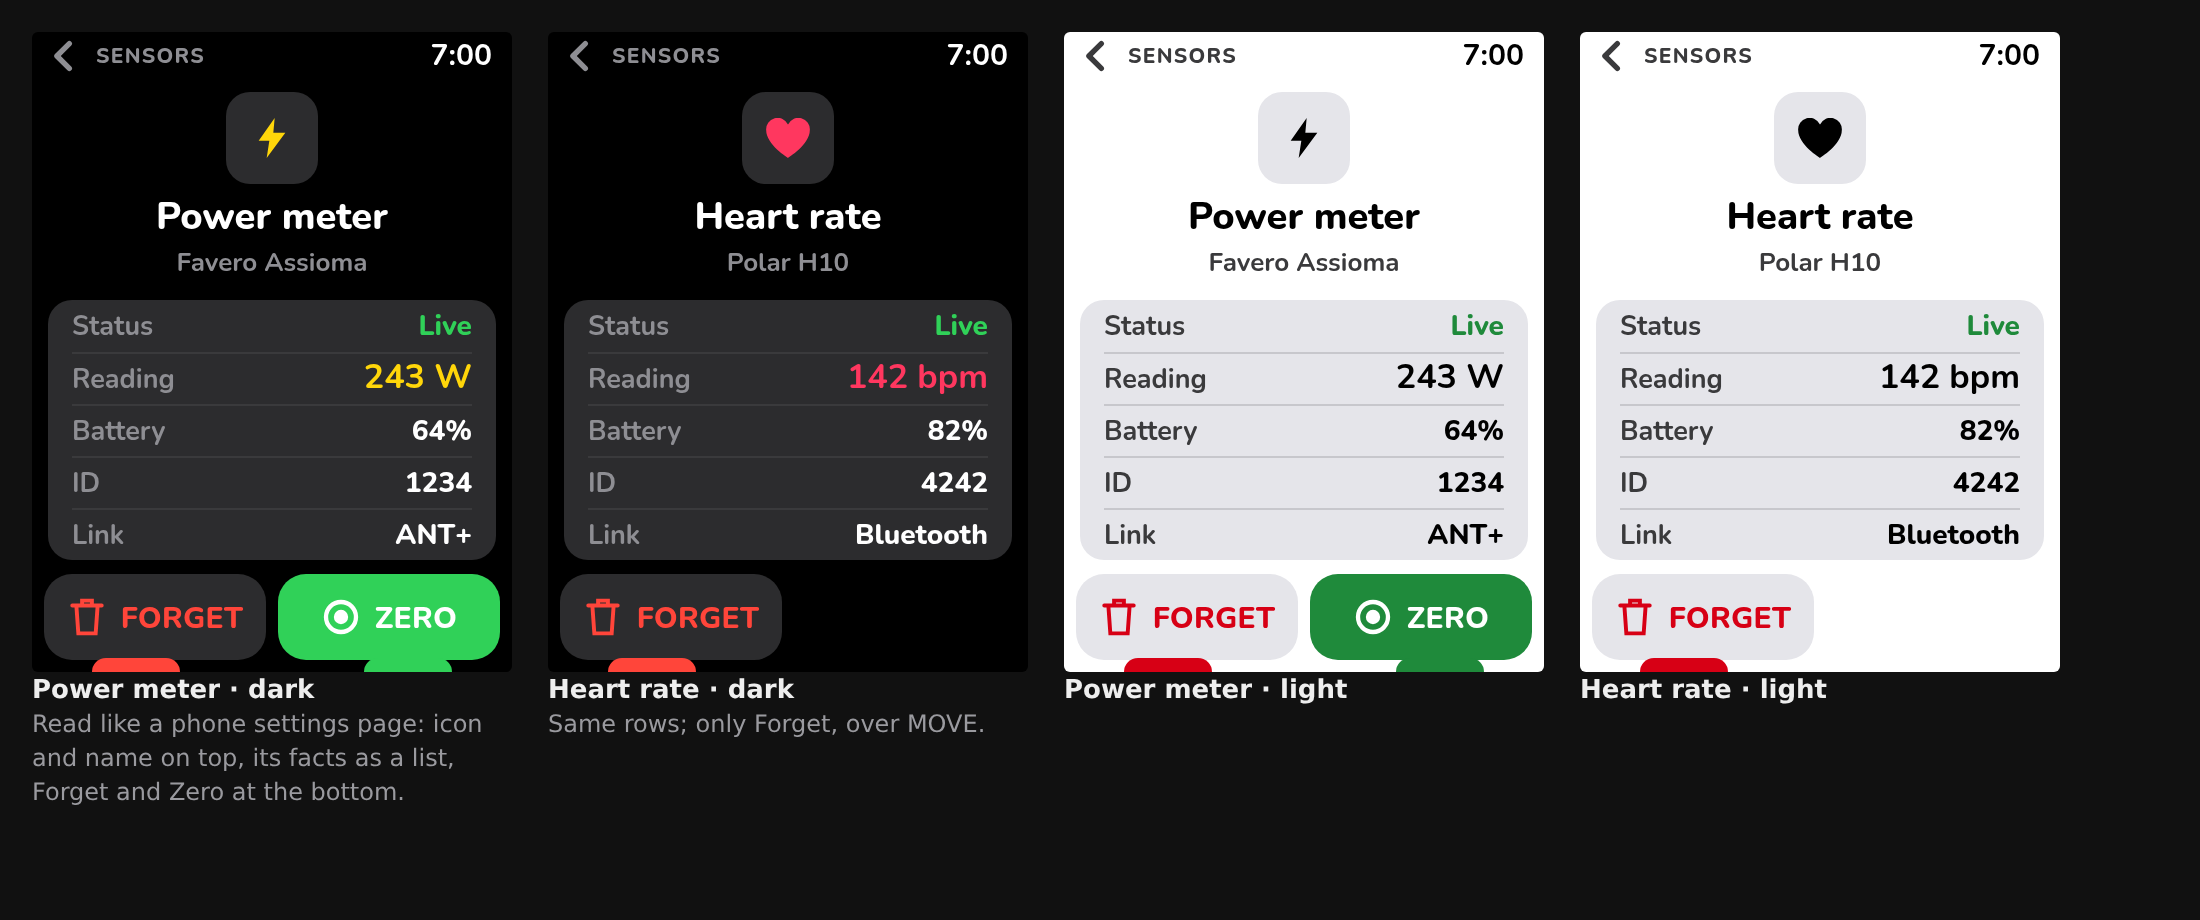 SENSORS 7:00
Power meter
Favero Assioma
Status Live
Reading 243 W
Battery 64%
ID 1234
Link ANT+
FORGET ZERO
Power meter · dark
Read like a phone settings page: icon
and name on top, its facts as a list,
Forget and Zero at the bottom.
SENSORS 7:00
Heart rate
Polar H10
Status Live
Reading 142 bpm
Battery 82%
ID 4242
Link Bluetooth
FORGET
Heart rate · dark
Same rows; only Forget, over MOVE.
SENSORS 7:00
Power meter
Favero Assioma
Status Live
Reading 243 W
Battery 64%
ID 1234
Link ANT+
FORGET ZERO
Power meter · light
SENSORS 7:00
Heart rate
Polar H10
Status Live
Reading 142 bpm
Battery 82%
ID 4242
Link Bluetooth
FORGET
Heart rate · light